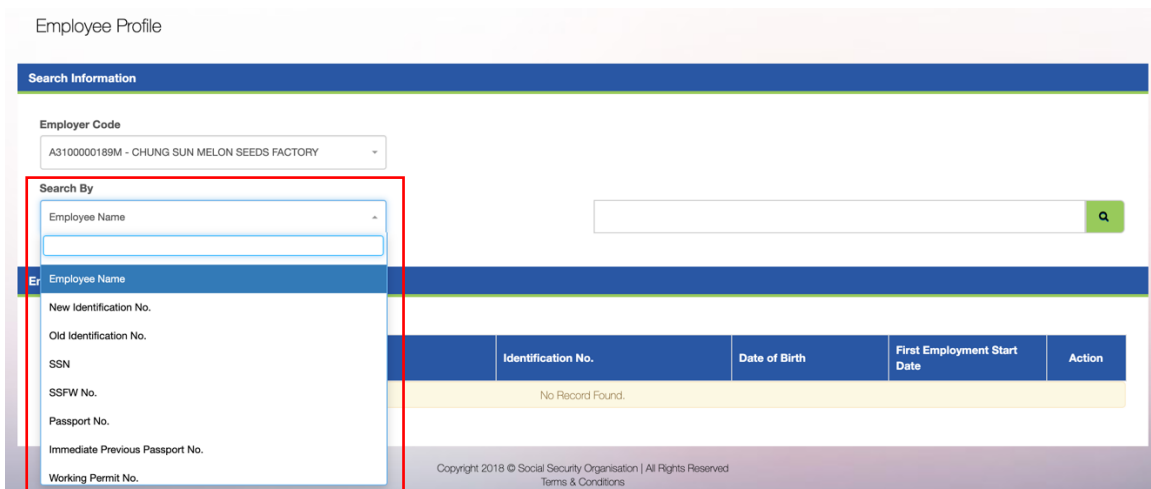 Employee Profile
Search Information
Employer Code
A3100000189M - CHUNG SUN MELON SEEDS FACTORY
Search By
Employee Name
Employee Name
New Identification No.
Old Identification No.
SSN
SSFW No.
Passport No.
Immediate Previous Passport No.
Working Permit No.
Identification No.
Date of Birth
First Employment Start
Date
Action
No Record Found.
Copyright 2018 © Social Security Organisation | All Rights Reserved
Terms & Conditions